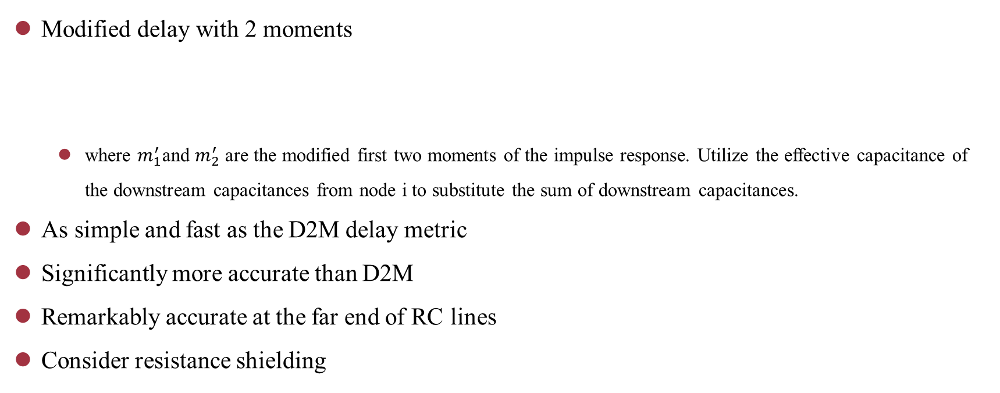 ● Modified delay with 2 moments
● where m′₁and m′₂ are the modified first two moments of the impulse response. Utilize the effective capacitance of
the downstream capacitances from node i to substitute the sum of downstream capacitances.
● As simple and fast as the D2M delay metric
● Significantly more accurate than D2M
● Remarkably accurate at the far end of RC lines
● Consider resistance shielding